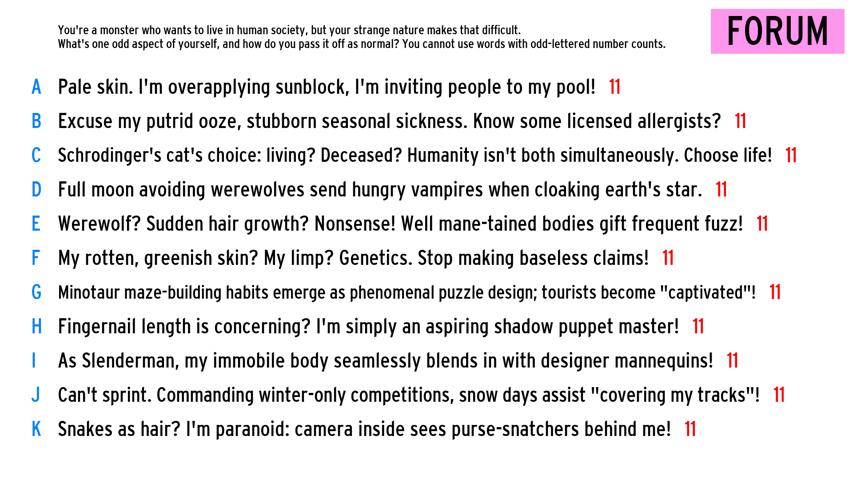 You're a monster who wants to live in human society, but your strange nature makes that difficult.
What's one odd aspect of yourself, and how do you pass it off as normal? You cannot use words with odd-lettered number counts.
FORUM
A Pale skin. I'm overapplying sunblock, I'm inviting people to my pool! 11
B Excuse my putrid ooze, stubborn seasonal sickness. Know some licensed allergists? 11
C Schrodinger's cat's choice: living? Deceased? Humanity isn't both simultaneously. Choose life! 11
D Full moon avoiding werewolves send hungry vampires when cloaking earth's star. 11
E Werewolf? Sudden hair growth? Nonsense! Well mane-tained bodies gift frequent fuzz! 11
F My rotten, greenish skin? My limp? Genetics. Stop making baseless claims! 11
G Minotaur maze-building habits emerge as phenomenal puzzle design; tourists become "captivated"! 11
H Fingernail length is concerning? I'm simply an aspiring shadow puppet master! 11
I As Slenderman, my immobile body seamlessly blends in with designer mannequins! 11
J Can't sprint. Commanding winter-only competitions, snow days assist "covering my tracks"! 11
K Snakes as hair? I'm paranoid: camera inside sees purse-snatchers behind me! 11